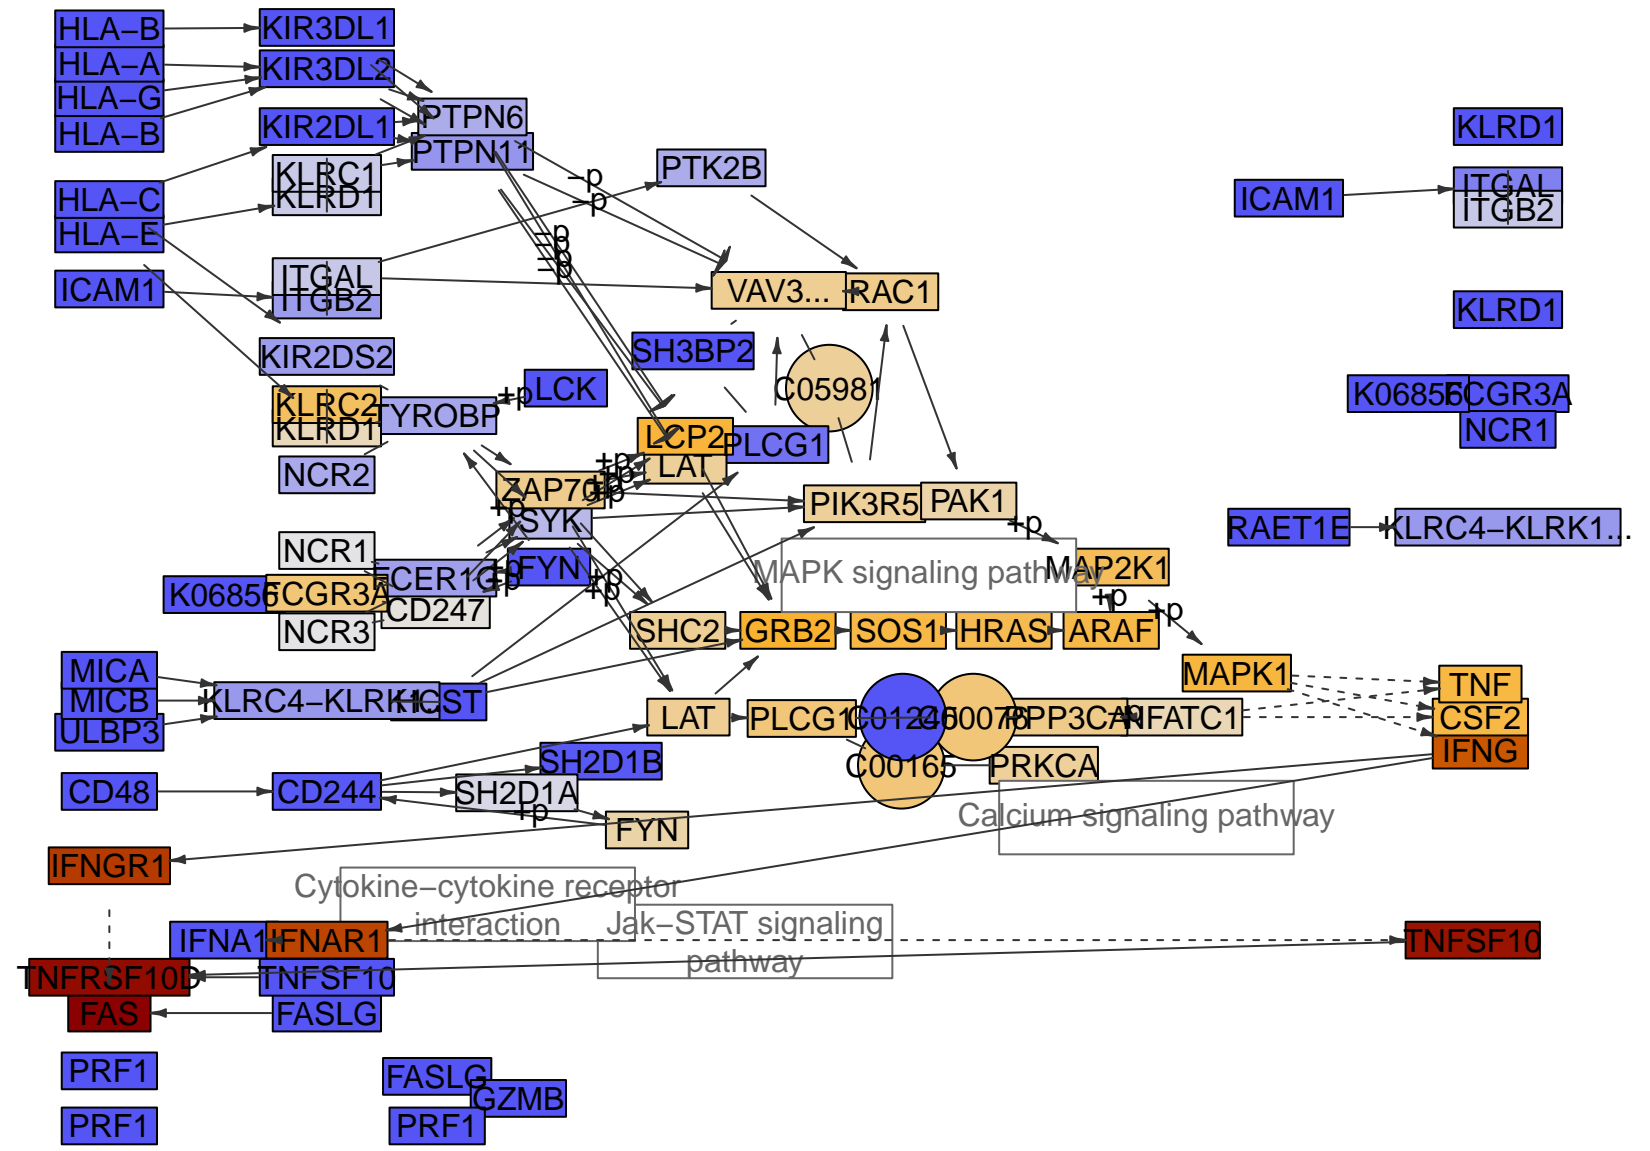 HLA−B
KIR3DL1
HLA−A
KIR3DL2
HLA−G
HLA−B
KIR2DL1
PTPN6
PTPN11
KLRD1
KLRC1
KLRD1
PTK2B
−p
−p
HLA−C
HLA−E
ICAM1
ITGAL
ITGB2
−p
−p
−p
−p
ICAM1
ITGAL
ITGB2
VAV3...
RAC1
KLRD1
KIR2DS2
SH3BP2
C05981
LCK
+p
KLRC2
KLRD1
TYROBP
K06856
FCGR3A
NCR1
LCP2
PLCG1
LAT
NCR2
+p
+p
+p
ZAP70
+p
SYK
PIK3R5
PAK1
+p
RAET1E
KLRC4−KLRK1...
NCR1
K06856
FCGR3A
FCER1G
CD247
NCR3
+p
+p
FYN
+p
+p
MAPK signaling pathway
MAP2K1
+p
+p
SHC2
GRB2
SOS1
HRAS
ARAF
MICA
MICB
ULBP3
KLRC4−KLRK1...
HCST
MAPK1
TNF
CSF2
IFNG
LAT
PLCG1
C01245
C00076
C00165
PPP3CA
−p
NFATC1
PRKCA
CD48
CD244
SH2D1B
SH2D1A
+p
FYN
Calcium signaling pathway
IFNGR1
Cytokine−cytokine receptor
interaction
Jak−STAT signaling
pathway
IFNA1
IFNAR1
TNFSF10
TNFRSF10D
TNFSF10
FAS
FASLG
PRF1
FASLG
GZMB
PRF1
PRF1